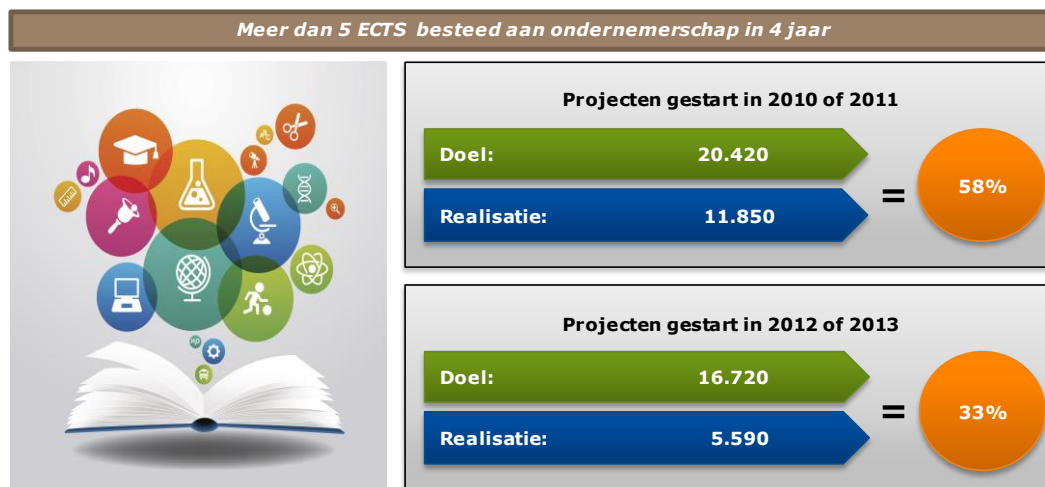 Meer dan 5 ECTS besteed aan ondernemerschap in 4 jaar
Projecten gestart in 2010 of 2011
Doel: 20.420
Realisatie: 11.850
= 58%
Projecten gestart in 2012 of 2013
Doel: 16.720
Realisatie: 5.590
= 33%